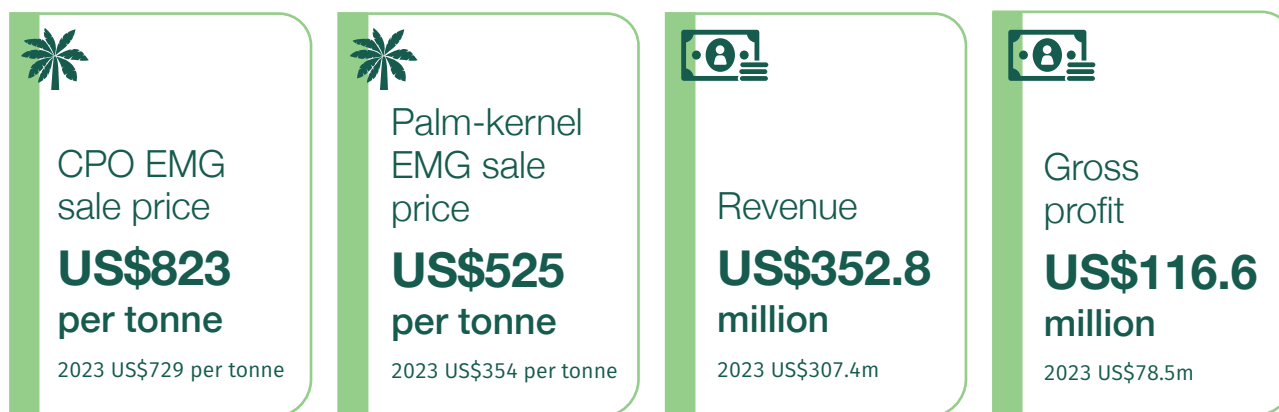 CPO EMG
sale price
US$823
per tonne
2023 US$729 per tonne
Palm-kernel
EMG sale
price
US$525
per tonne
2023 US$354 per tonne
Revenue
US$352.8
million
2023 US$307.4m
Gross
profit
US$116.6
million
2023 US$78.5m